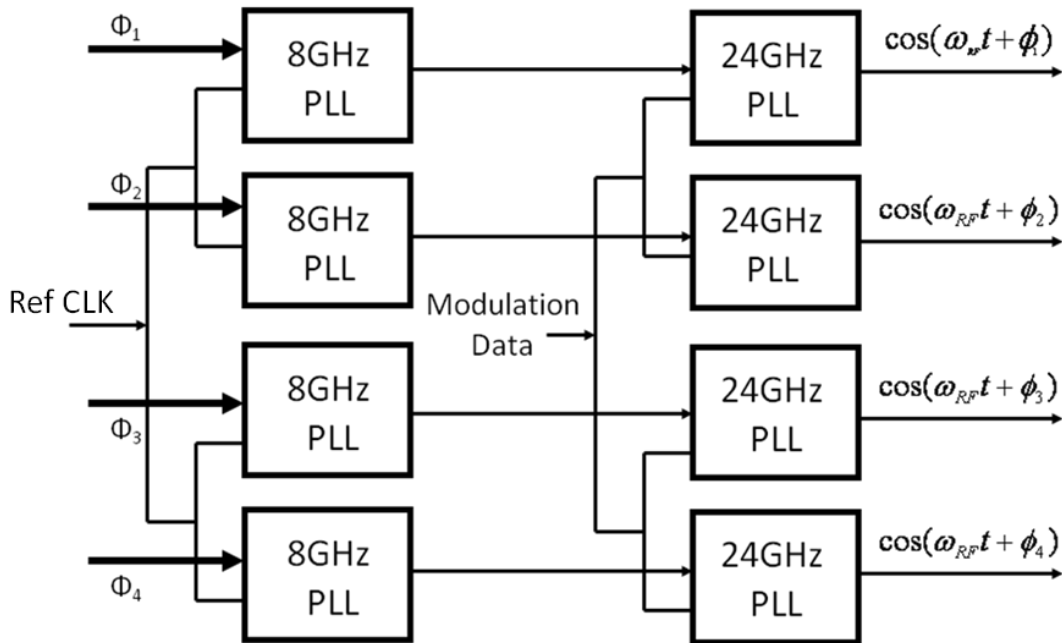 Φ₁
8GHz
PLL
24GHz
PLL
cos(ω_RF t + ϕ₁)
Φ₂
8GHz
PLL
24GHz
PLL
cos(ω_RF t + ϕ₂)
Ref CLK
Modulation
Data
Φ₃
8GHz
PLL
24GHz
PLL
cos(ω_RF t + ϕ₃)
Φ₄
8GHz
PLL
24GHz
PLL
cos(ω_RF t + ϕ₄)